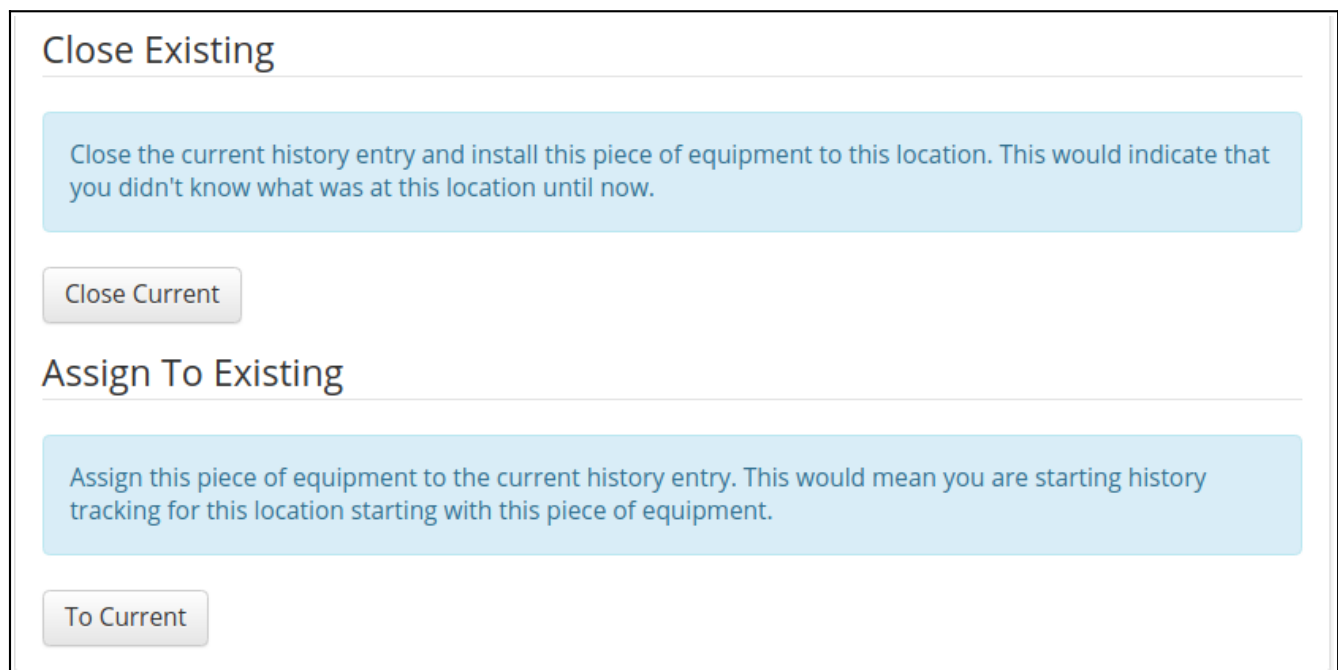 Close Existing
Close the current history entry and install this piece of equipment to this location. This would indicate that
you didn't know what was at this location until now.
Close Current
Assign To Existing
Assign this piece of equipment to the current history entry. This would mean you are starting history
tracking for this location starting with this piece of equipment.
To Current